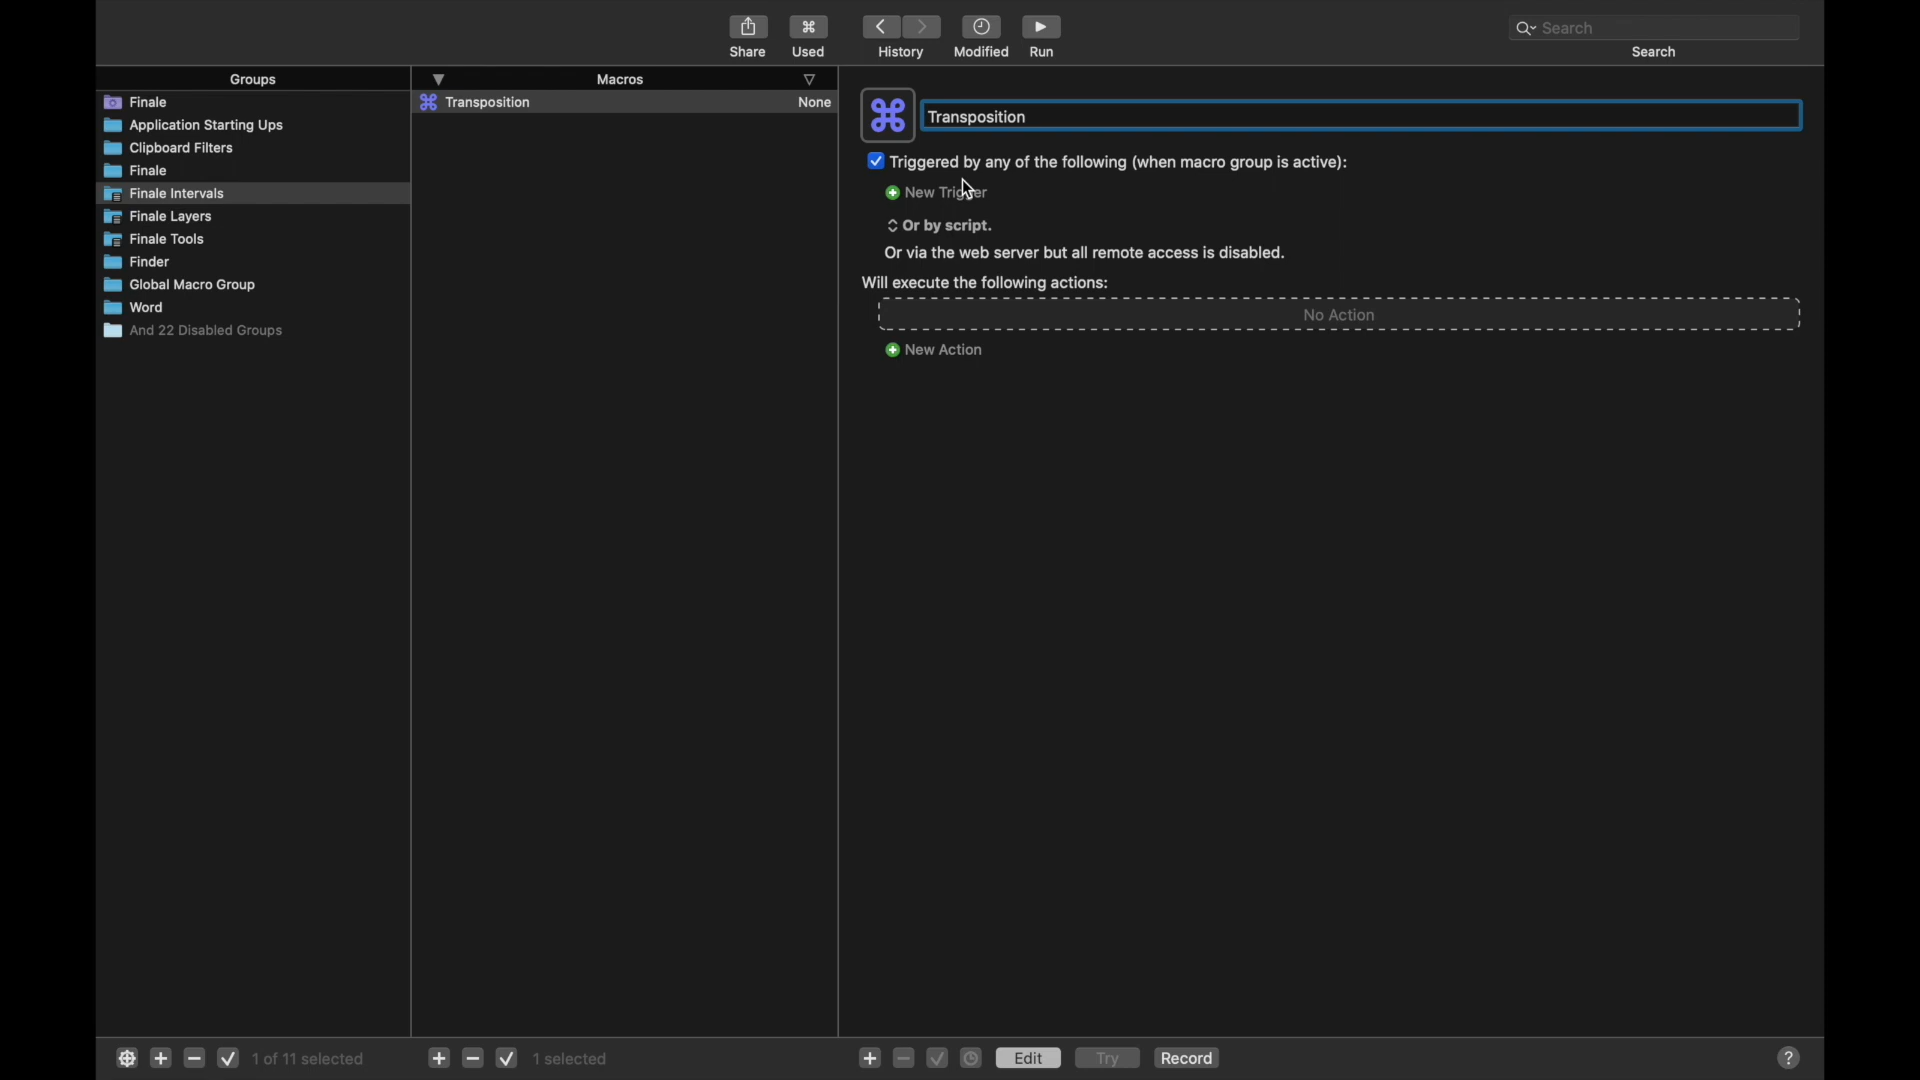 Share
Used
History
Modified
Run
Search
Search
Groups
Finale
Application Starting Ups
Clipboard Filters
Finale
Finale Intervals
Finale Layers
Finale Tools
Finder
Global Macro Group
Word
And 22 Disabled Groups
Macros
Transposition None
Transposition
Triggered by any of the following (when macro group is active):
New Trigger
Or by script.
Or via the web server but all remote access is disabled.
Will execute the following actions:
No Action
New Action
1 of 11 selected
1 selected
Edit
Try
Record
?